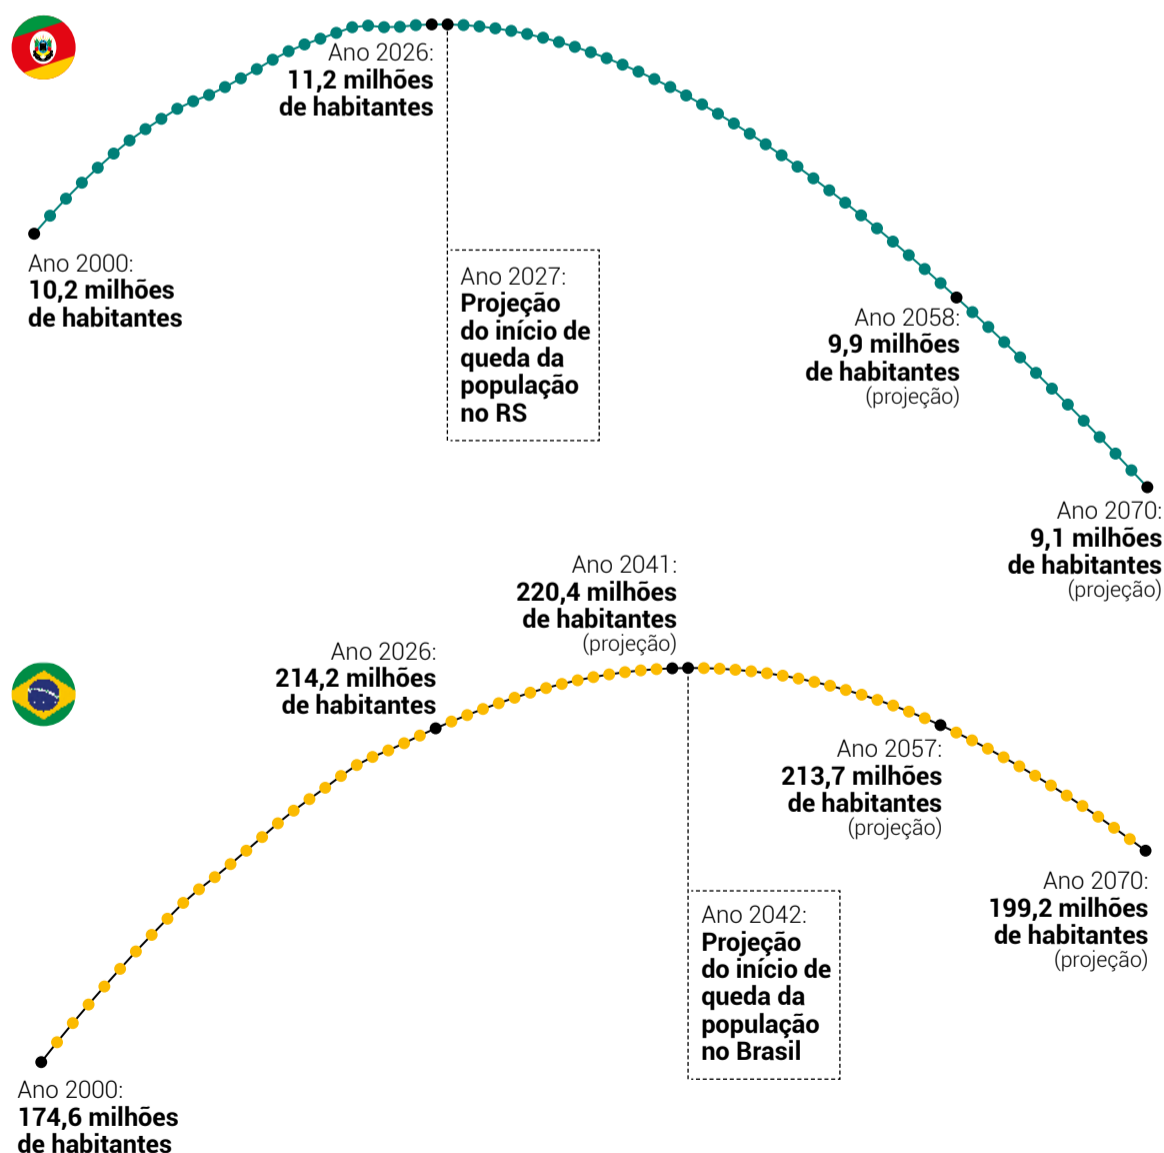 Ano 2026:
11,2 milhões
de habitantes
Ano 2000:
10,2 milhões
de habitantes
Ano 2027:
Projeção
do início de
queda da
população
no RS
Ano 2058:
9,9 milhões
de habitantes
(projeção)
Ano 2070:
9,1 milhões
de habitantes
(projeção)
Ano 2041:
220,4 milhões
de habitantes
(projeção)
Ano 2026:
214,2 milhões
de habitantes
Ano 2057:
213,7 milhões
de habitantes
(projeção)
Ano 2070:
199,2 milhões
de habitantes
(projeção)
Ano 2042:
Projeção
do início de
queda da
população
no Brasil
Ano 2000:
174,6 milhões
de habitantes